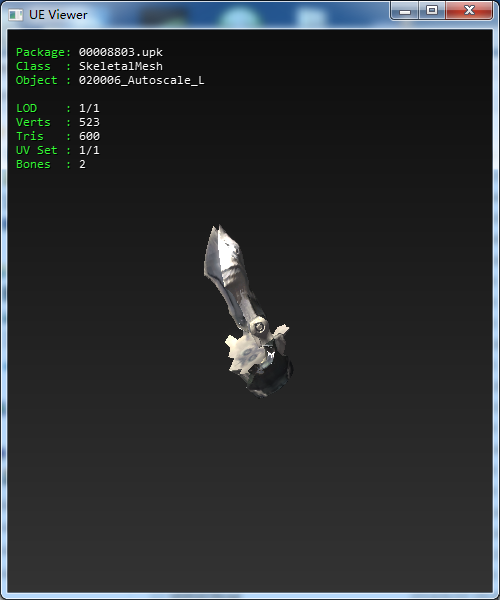 UE Viewer
Package: 00008803.upk
Class : SkeletalMesh
Object : 020006_Autoscale_L
LOD : 1/1
Verts : 523
Tris : 600
UV Set : 1/1
Bones : 2